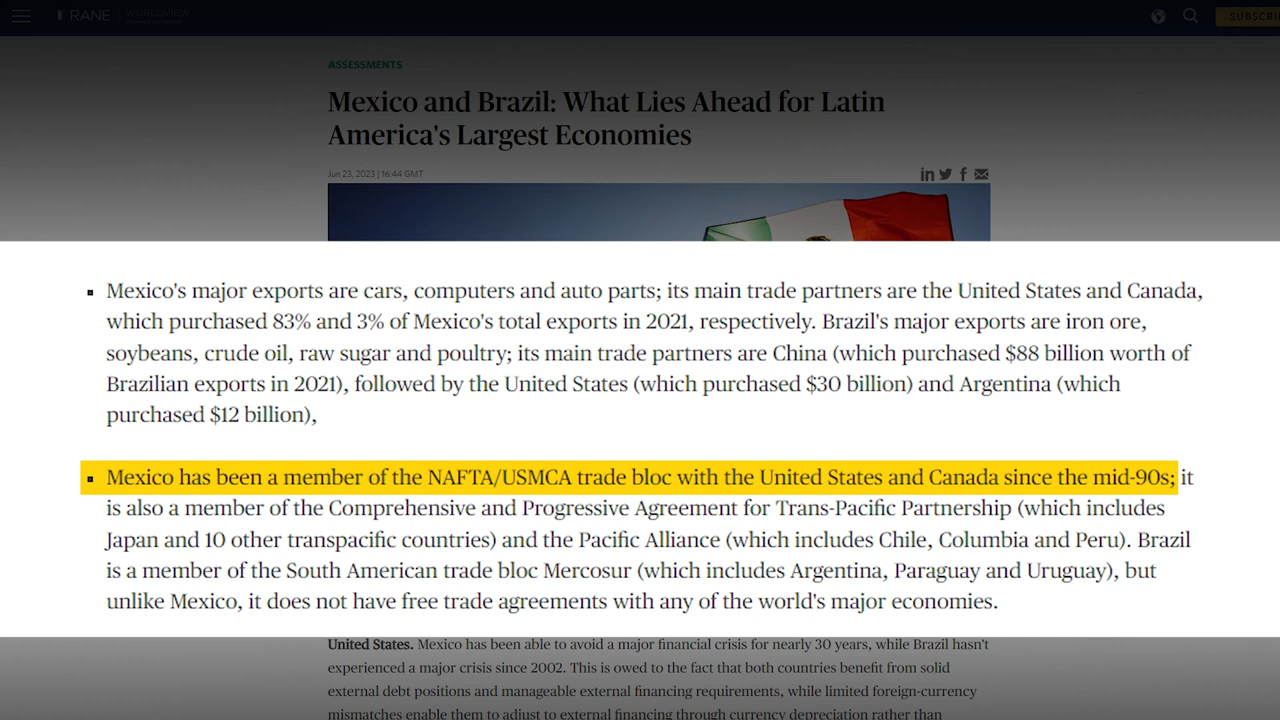 RANE | WORLDVIEW
SUBSCRI
ASSESSMENTS
Mexico and Brazil: What Lies Ahead for Latin
America's Largest Economies
Jun 23, 2023 | 16:44 GMT
Mexico's major exports are cars, computers and auto parts; its main trade partners are the United States and Canada,
which purchased 83% and 3% of Mexico's total exports in 2021, respectively. Brazil's major exports are iron ore,
soybeans, crude oil, raw sugar and poultry; its main trade partners are China (which purchased $88 billion worth of
Brazilian exports in 2021), followed by the United States (which purchased $30 billion) and Argentina (which
purchased $12 billion),
Mexico has been a member of the NAFTA/USMCA trade bloc with the United States and Canada since the mid-90s; it
is also a member of the Comprehensive and Progressive Agreement for Trans-Pacific Partnership (which includes
Japan and 10 other transpacific countries) and the Pacific Alliance (which includes Chile, Columbia and Peru). Brazil
is a member of the South American trade bloc Mercosur (which includes Argentina, Paraguay and Uruguay), but
unlike Mexico, it does not have free trade agreements with any of the world's major economies.
United States. Mexico has been able to avoid a major financial crisis for nearly 30 years, while Brazil hasn't
experienced a major crisis since 2002. This is owed to the fact that both countries benefit from solid
external debt positions and manageable external financing requirements, while limited foreign-currency
mismatches enable them to adjust to external financing through currency depreciation rather than